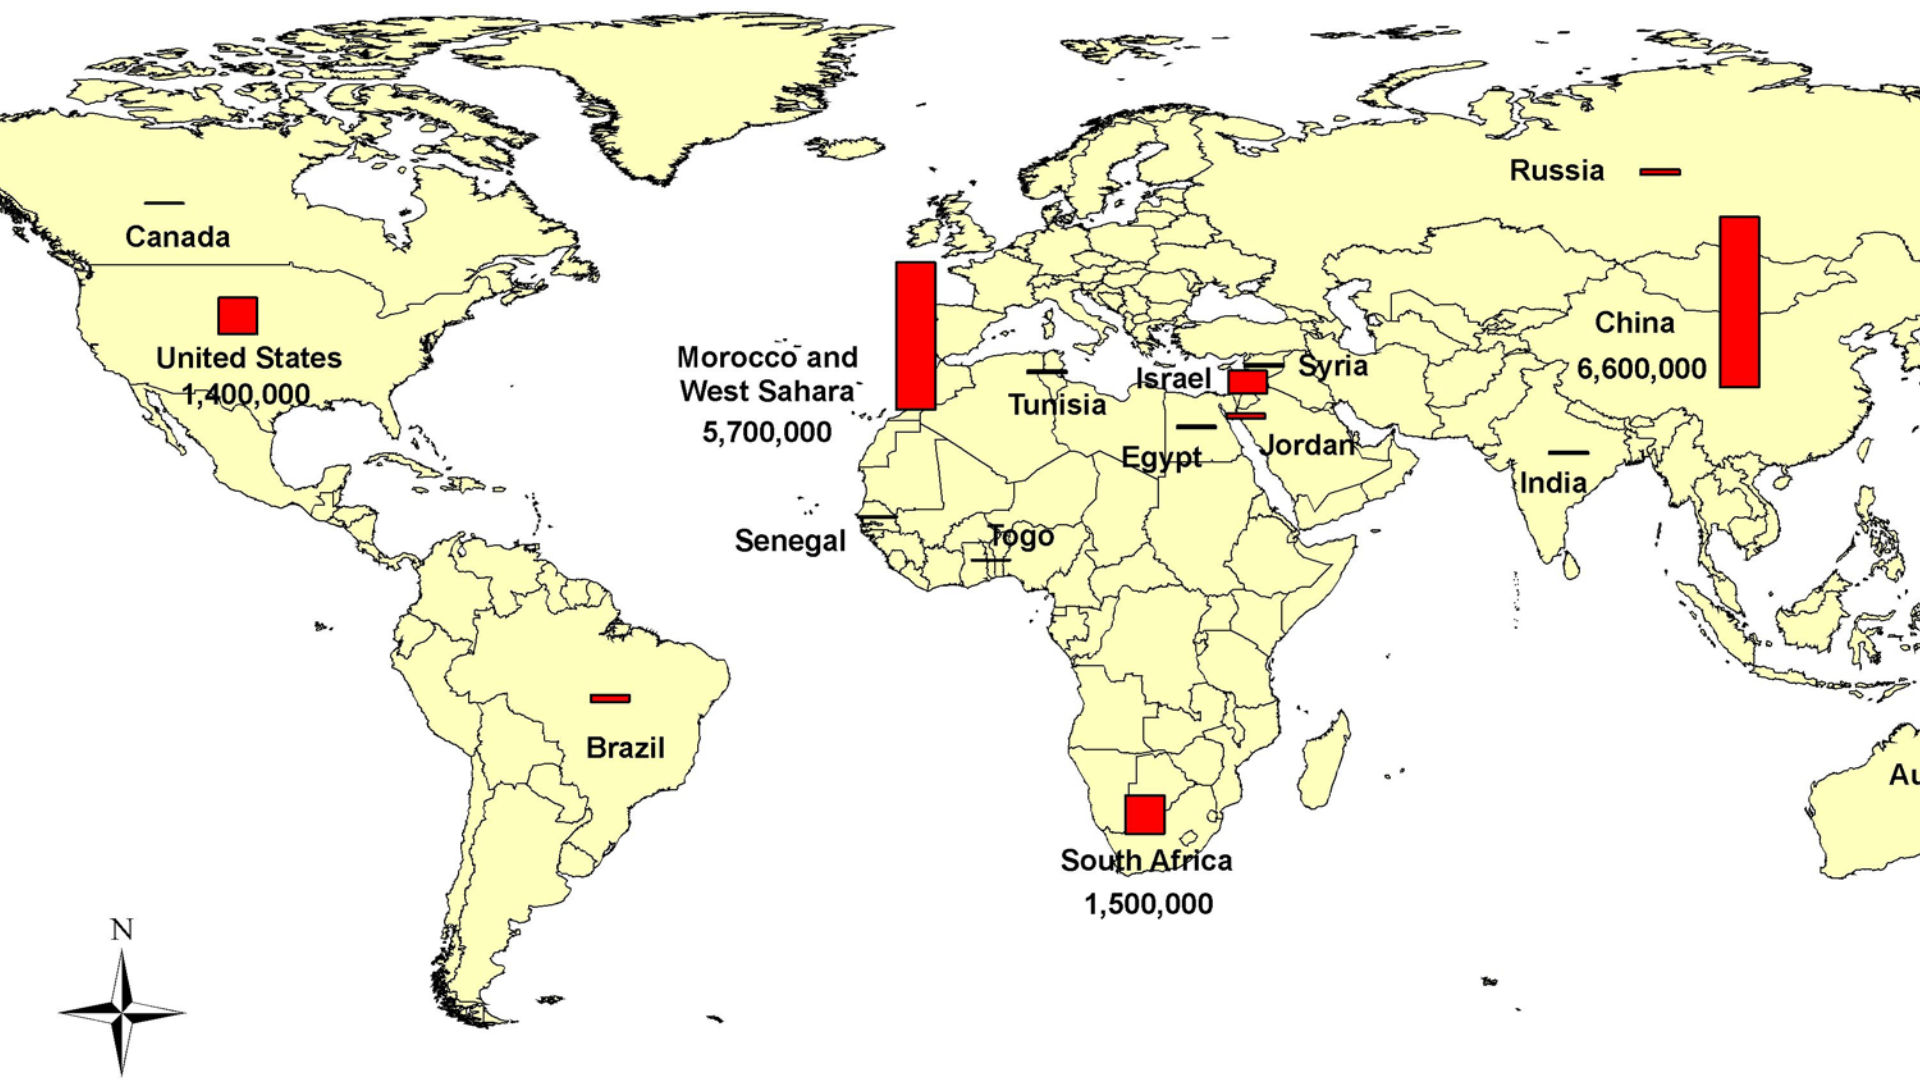 Russia
Canada
China
6,600,000
United States
1,400,000
Morocco and
West Sahara
5,700,000
Israel
Syria
Tunisia
Jordan
Egypt
India
Senegal
Togo
Brazil
Au
South Africa
1,500,000
N